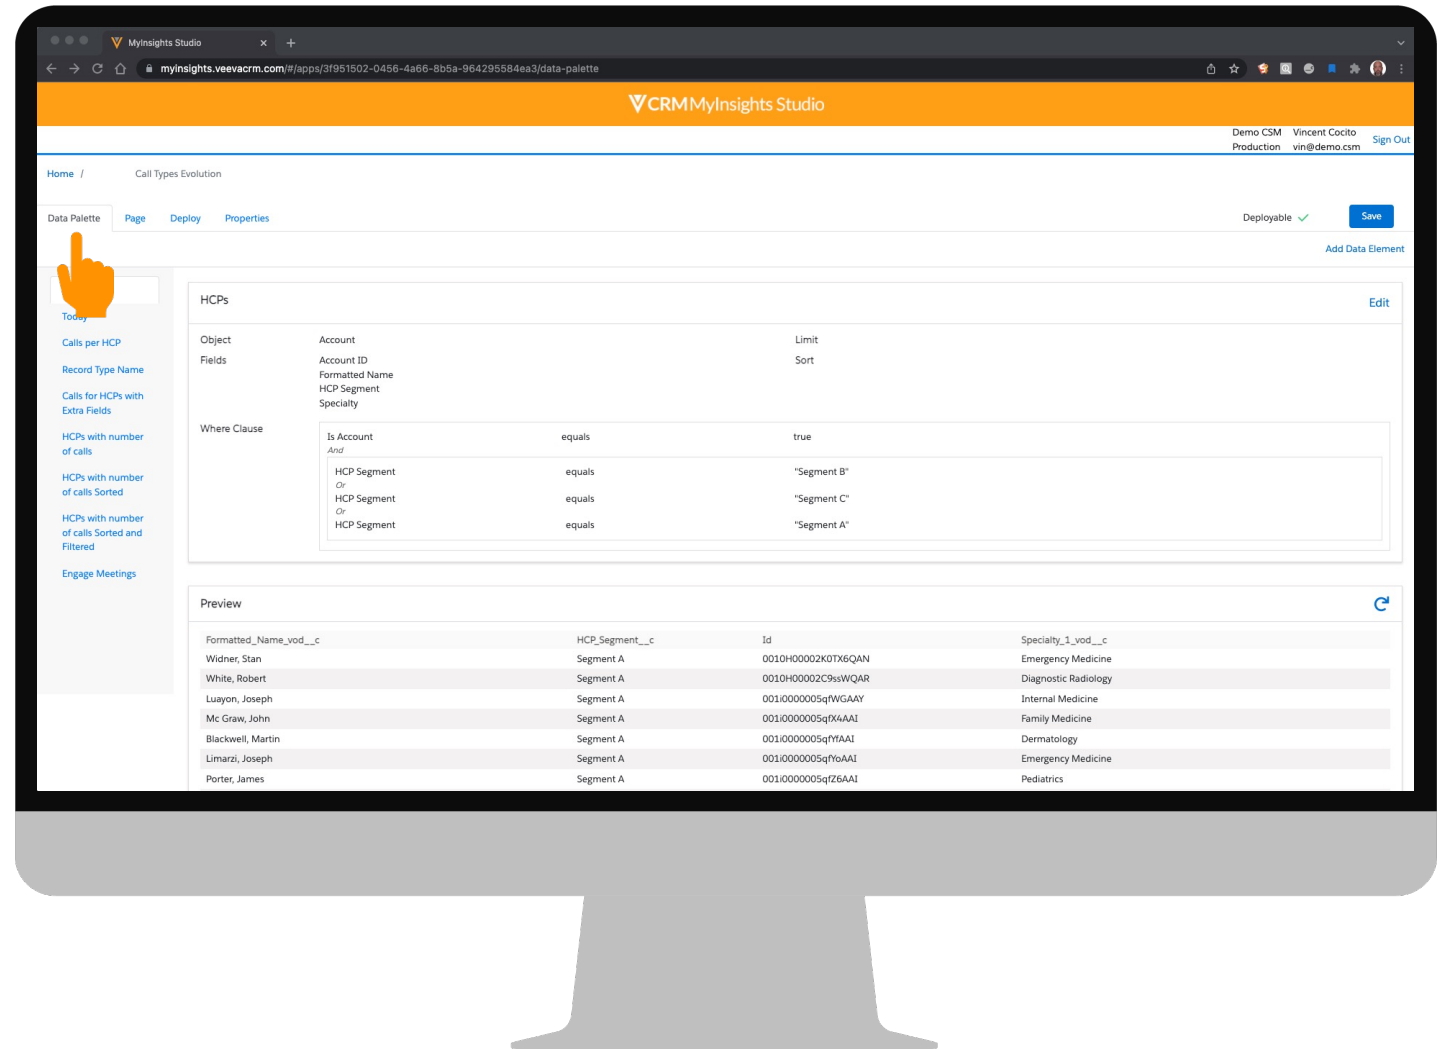 MyInsights Studio
myinsights.veevacrm.com/#/apps/3f951502-0456-4a66-8b5a-964295584ea3/data-palette
CRM MyInsights Studio
Demo CSM Vincent Cocito
Production vin@demo.csm
Sign Out
Home / Call Types Evolution
Data Palette Page Deploy Properties Deployable Save
Add Data Element
Today
Calls per HCP
Record Type Name
Calls for HCPs with
Extra Fields
HCPs with number
of calls
HCPs with number
of calls Sorted
HCPs with number
of calls Sorted and
Filtered
Engage Meetings
HCPs Edit
Object Account Limit
Fields Account ID Sort
Formatted Name
HCP Segment
Specialty
Where Clause
Is Account equals true
And
HCP Segment equals "Segment B"
Or
HCP Segment equals "Segment C"
Or
HCP Segment equals "Segment A"
Preview
Formatted_Name_vod__c HCP_Segment__c Id Specialty_1_vod__c
Widner, Stan Segment A 0010H00002K0TX6QAN Emergency Medicine
White, Robert Segment A 0010H00002C9ssWQAR Diagnostic Radiology
Luayon, Joseph Segment A 001i0000005qfWGAAY Internal Medicine
Mc Graw, John Segment A 001i0000005qfX4AAI Family Medicine
Blackwell, Martin Segment A 001i0000005qfYfAAI Dermatology
Limarzi, Joseph Segment A 001i0000005qfYoAAI Emergency Medicine
Porter, James Segment A 001i0000005qfZ6AAI Pediatrics